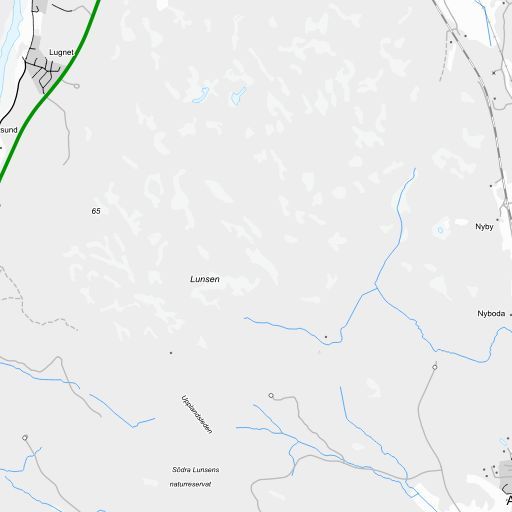 Lugnet
sund
65
Nyby
Lunsen
Nyboda
Upplandsleden
Södra Lunsens
naturreservat
A